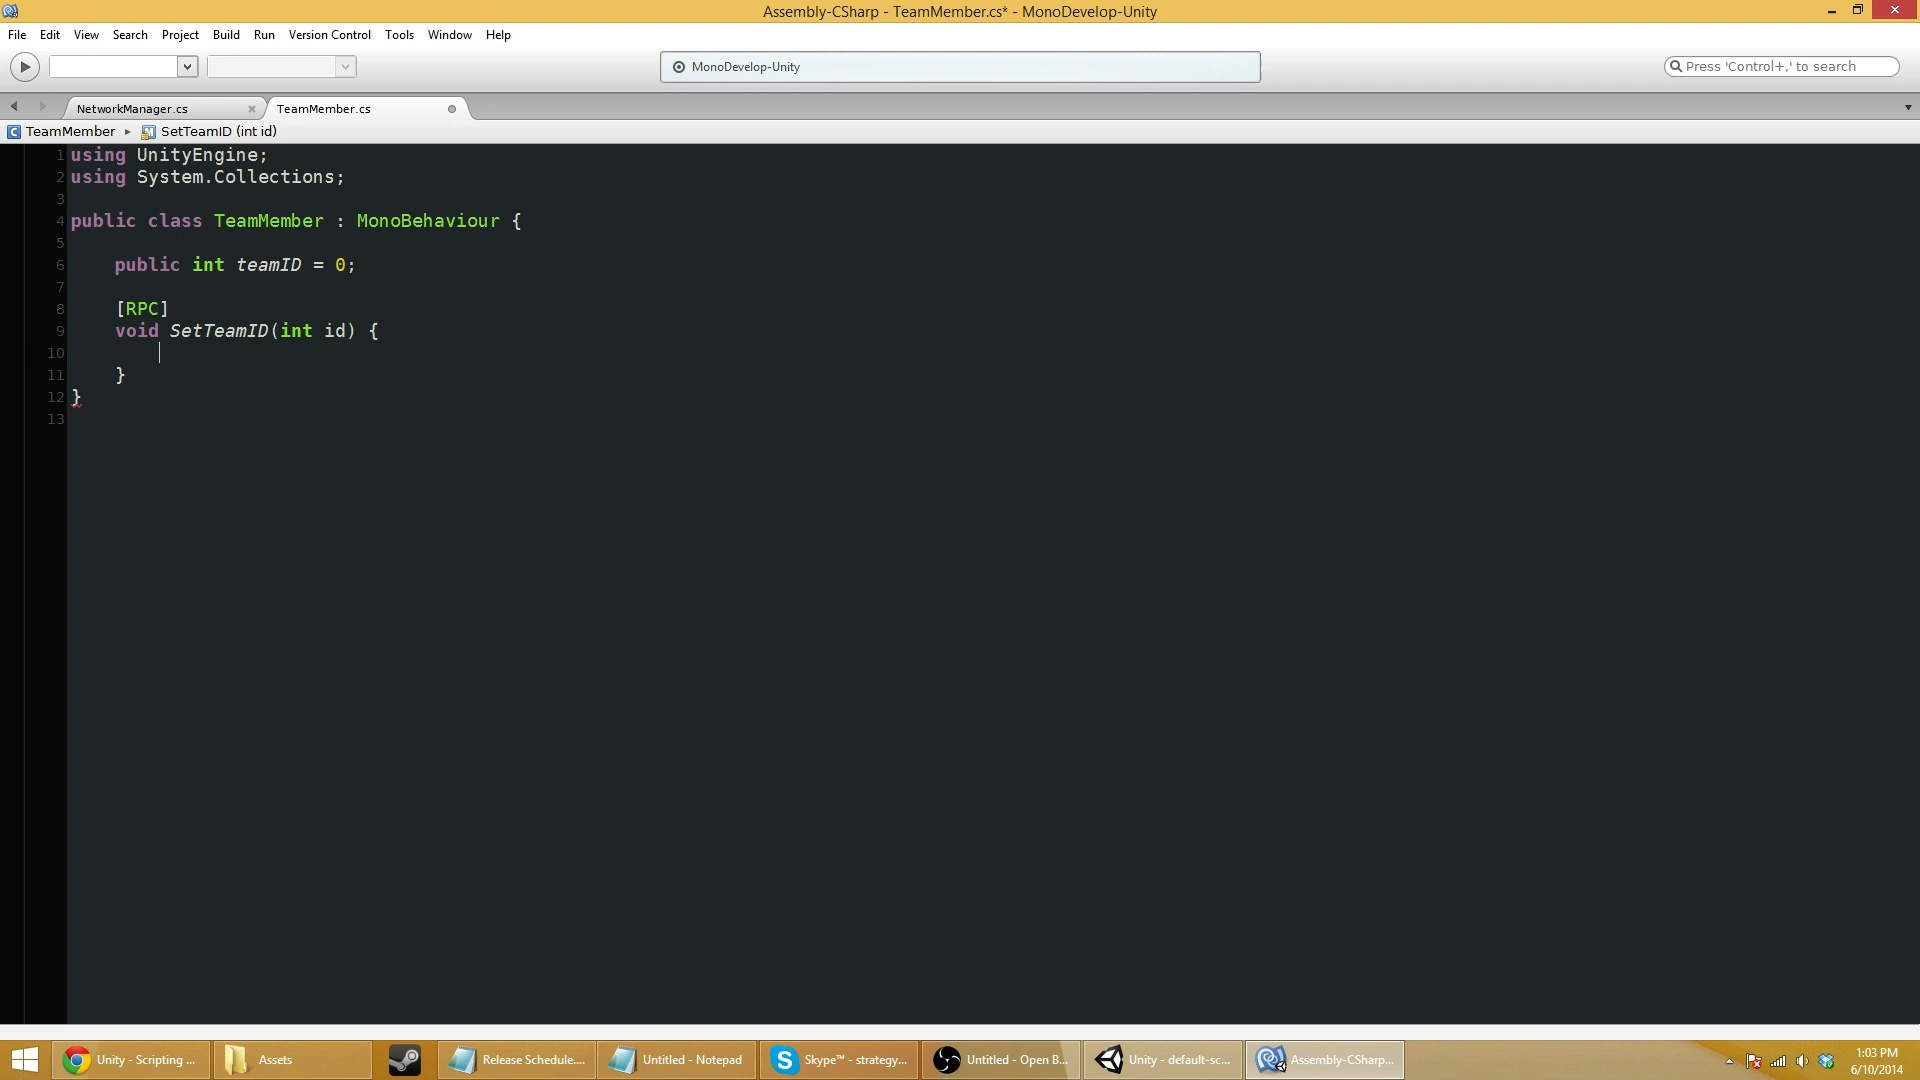 Assembly-CSharp - TeamMember.cs* - MonoDevelop-Unity
File Edit View Search Project Build Run Version Control Tools Window Help
MonoDevelop-Unity
Press 'Control+,' to search
NetworkManager.cs
TeamMember.cs
TeamMember
SetTeamID (int id)
1 using UnityEngine;
2 using System.Collections;
3
4 public class TeamMember : MonoBehaviour {
5
6 public int teamID = 0;
7
8 [RPC]
9 void SetTeamID(int id) {
10
11 }
12 }
13
Unity - Scripting ...
Assets
Release Schedule....
Untitled - Notepad
Skype™ - strategy...
Untitled - Open B...
Unity - default-sc...
Assembly-CSharp...
1:03 PM
6/10/2014